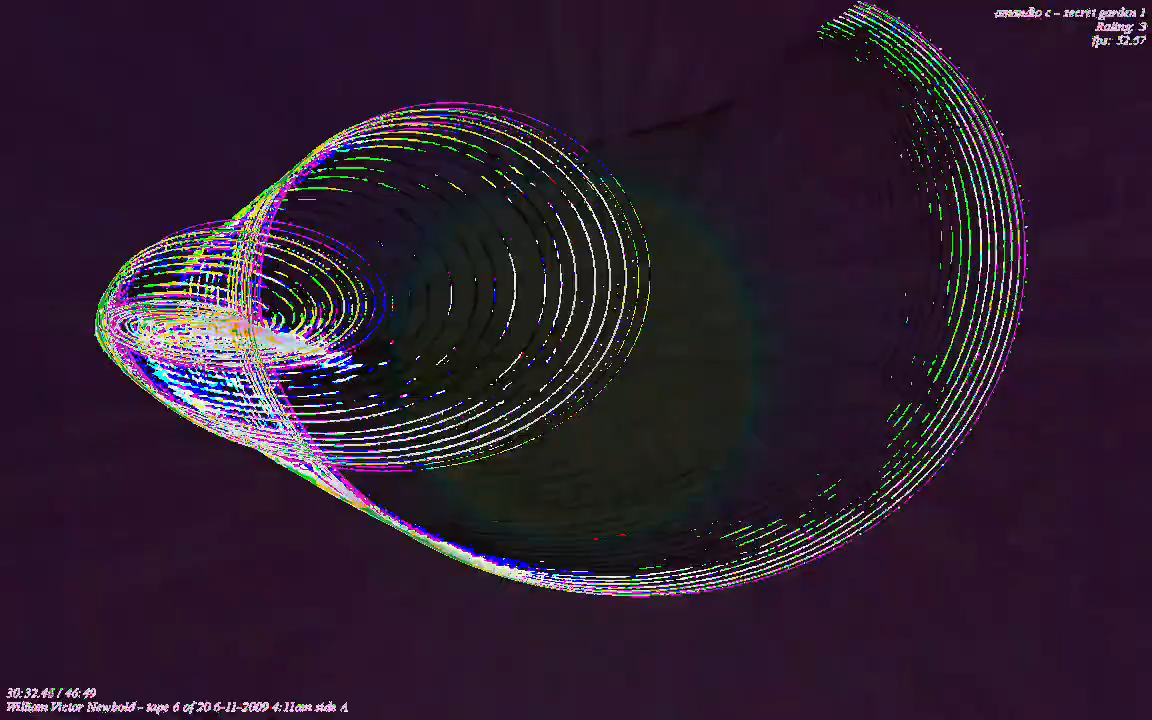 amandio c - secret garden 1
Rating: 3
fps: 32.57
30:32.48 / 46:49
William Victor Newbold - tape 6 of 20 6-11-2009 4:11am side A